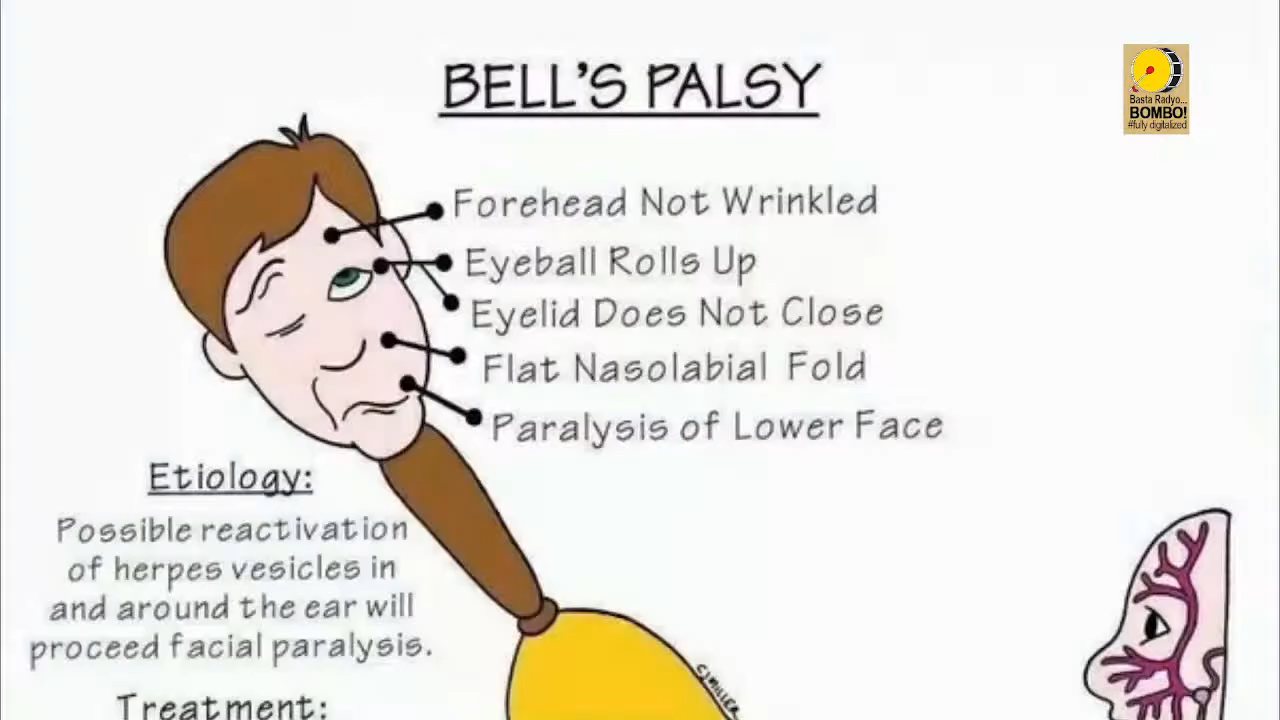 BELL'S PALSY
Basta Radyo...
BOMBO!
#fully digitalized
Forehead Not Wrinkled
Eyeball Rolls Up
Eyelid Does Not Close
Flat Nasolabial Fold
Paralysis of Lower Face
Etiology:
Possible reactivation
of herpes vesicles in
and around the ear will
proceed facial paralysis.
Treatment:
CJMILLER